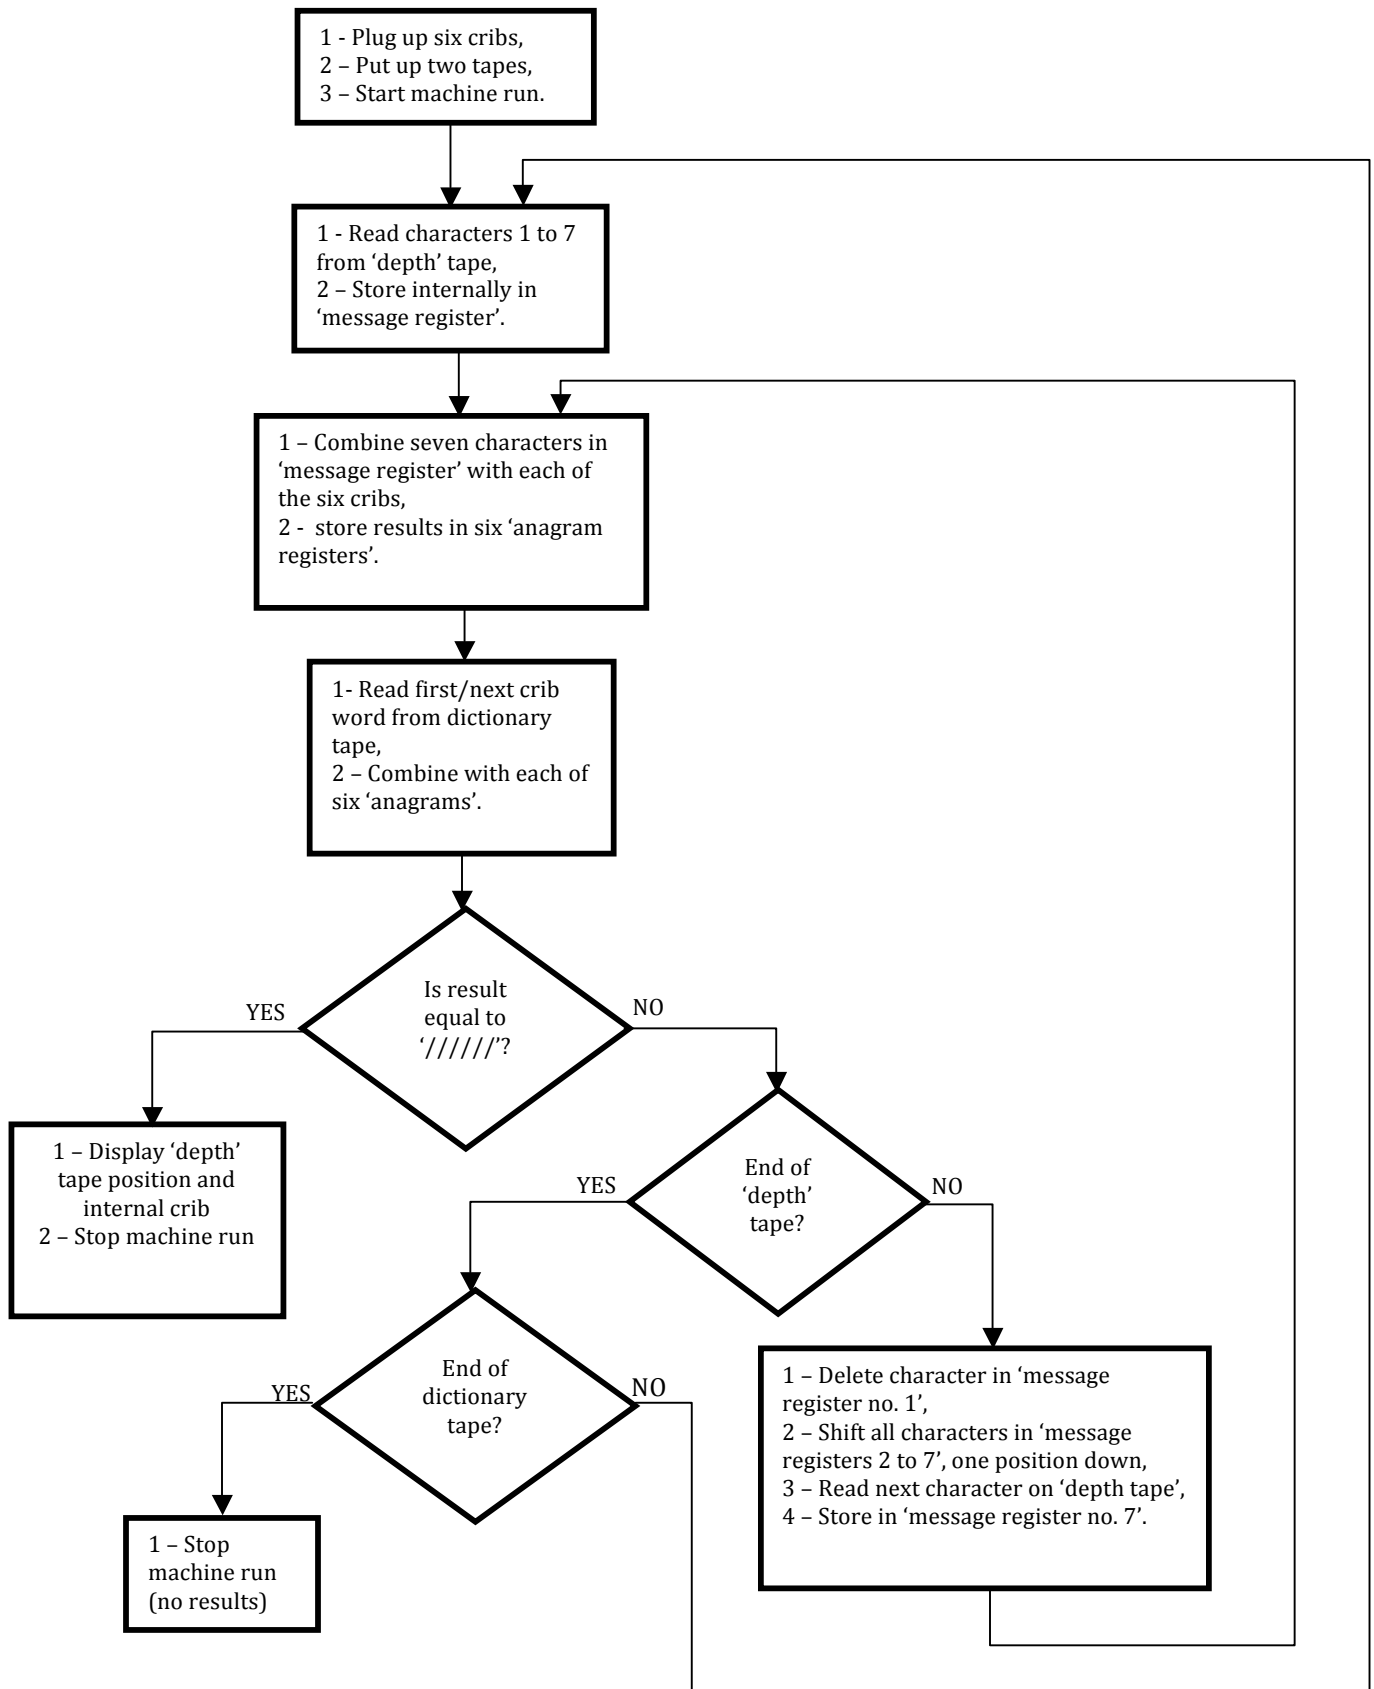 1 - Plug up six cribs,
2 – Put up two tapes,
3 – Start machine run.
1 - Read characters 1 to 7
from ‘depth’ tape,
2 – Store internally in
‘message register’.
1 – Combine seven characters in
‘message register’ with each of
the six cribs,
2 - store results in six ‘anagram
registers’.
1- Read first/next crib
word from dictionary
tape,
2 – Combine with each of
six ‘anagrams’.
Is result
equal to
‘//////’?
YES
NO
1 – Display ‘depth’
tape position and
internal crib
2 – Stop machine run
End of
‘depth’
tape?
YES
NO
End of
dictionary
tape?
YES
NO
1 – Delete character in ‘message
register no. 1’,
2 – Shift all characters in ‘message
registers 2 to 7’, one position down,
3 – Read next character on ‘depth tape’,
4 – Store in ‘message register no. 7’.
1 – Stop
machine run
(no results)